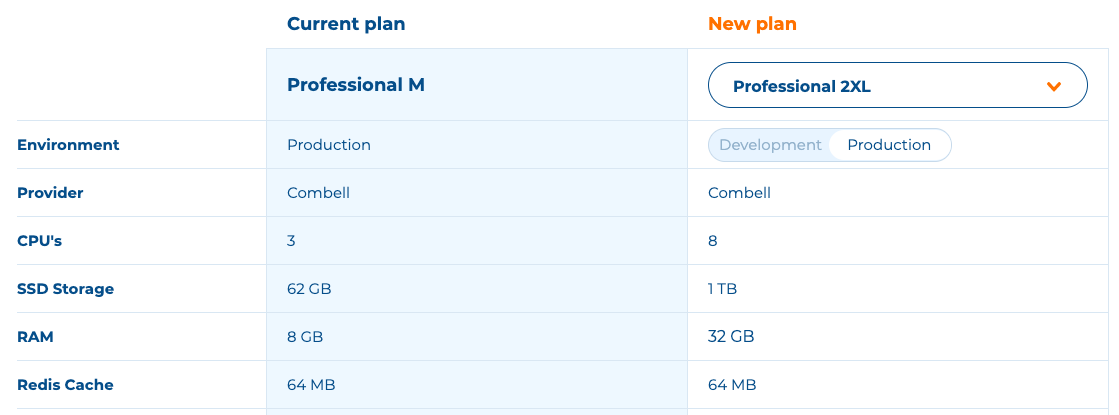 Current plan New plan
Professional M Professional 2XL
Environment Production Development Production
Provider Combell Combell
CPU's 3 8
SSD Storage 62 GB 1 TB
RAM 8 GB 32 GB
Redis Cache 64 MB 64 MB